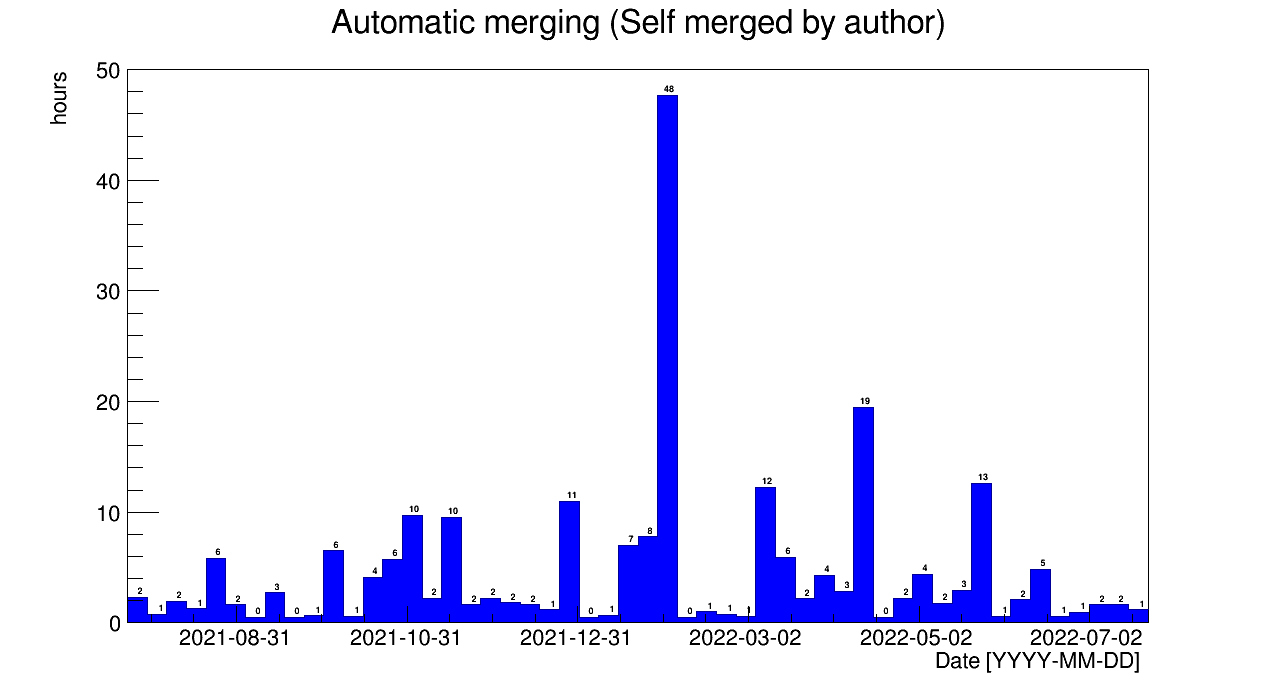 Automatic merging (Self merged by author)
hours
50
40
30
20
10
0
2 1 2 1 6 2 0 3 0 1 6 1 4 6 10 2 10 2 2 2 2 1 11 0 1 7 8 48 0 1 1 1 12 6 2 4 3 19 0 2 4 2 3 13 1 2 5 1 1 2 2 1
2021-08-31 2021-10-31 2021-12-31 2022-03-02 2022-05-02 2022-07-02
Date [YYYY-MM-DD]